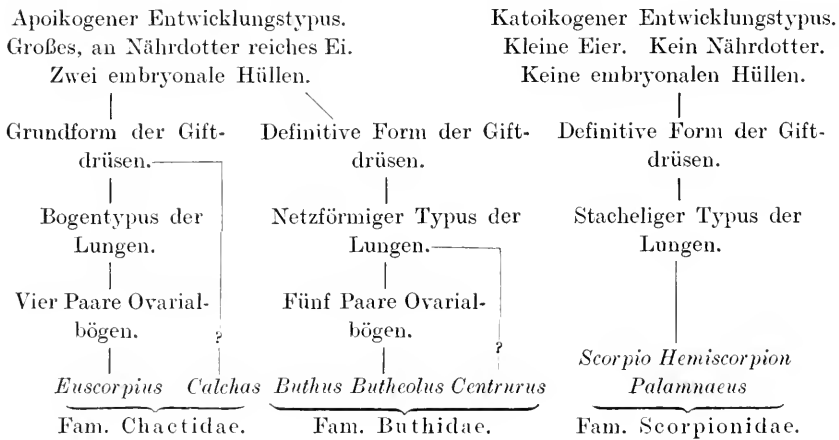 Apoikogener Entwicklungstypus.
Großes, an Nährdotter reiches Ei.
Zwei embryonale Hüllen.
Katoikogener Entwicklungstypus.
Kleine Eier. Kein Nährdotter.
Keine embryonalen Hüllen.
Grundform der Gift-
drüsen.
Definitive Form der Gift-
drüsen.
Definitive Form der Gift-
drüsen.
Bogentypus der
Lungen.
Netzförmiger Typus der
Lungen.
Stacheliger Typus der
Lungen.
Vier Paare Ovarial-
bögen.
Fünf Paare Ovarial-
bögen.
?
?
Euscorpius Calchas
Buthus Butheolus Centrurus
Scorpio Hemiscorpion
Palamnaeus
Fam. Chactidae.
Fam. Buthidae.
Fam. Scorpionidae.